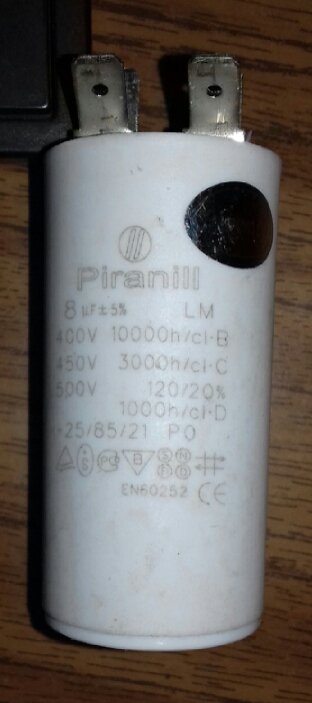 Piranill
8 µF±5% LM
400V 10000h/cl·B
450V 3000h/cl·C
500V 120/20%
1000h/cl·D
-25/85/21 P0
EN60252 CE